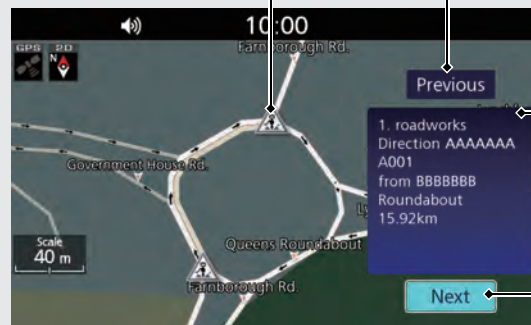 10:00
GPS 2D
N
Farnborough Rd.
Previous
1. roadworks
Direction AAAAAAA
A001
from BBBBBBB
Roundabout
15.92km
Government House Rd.
Queens Roundabout
Scale
40 m
Farnborough Rd.
Next